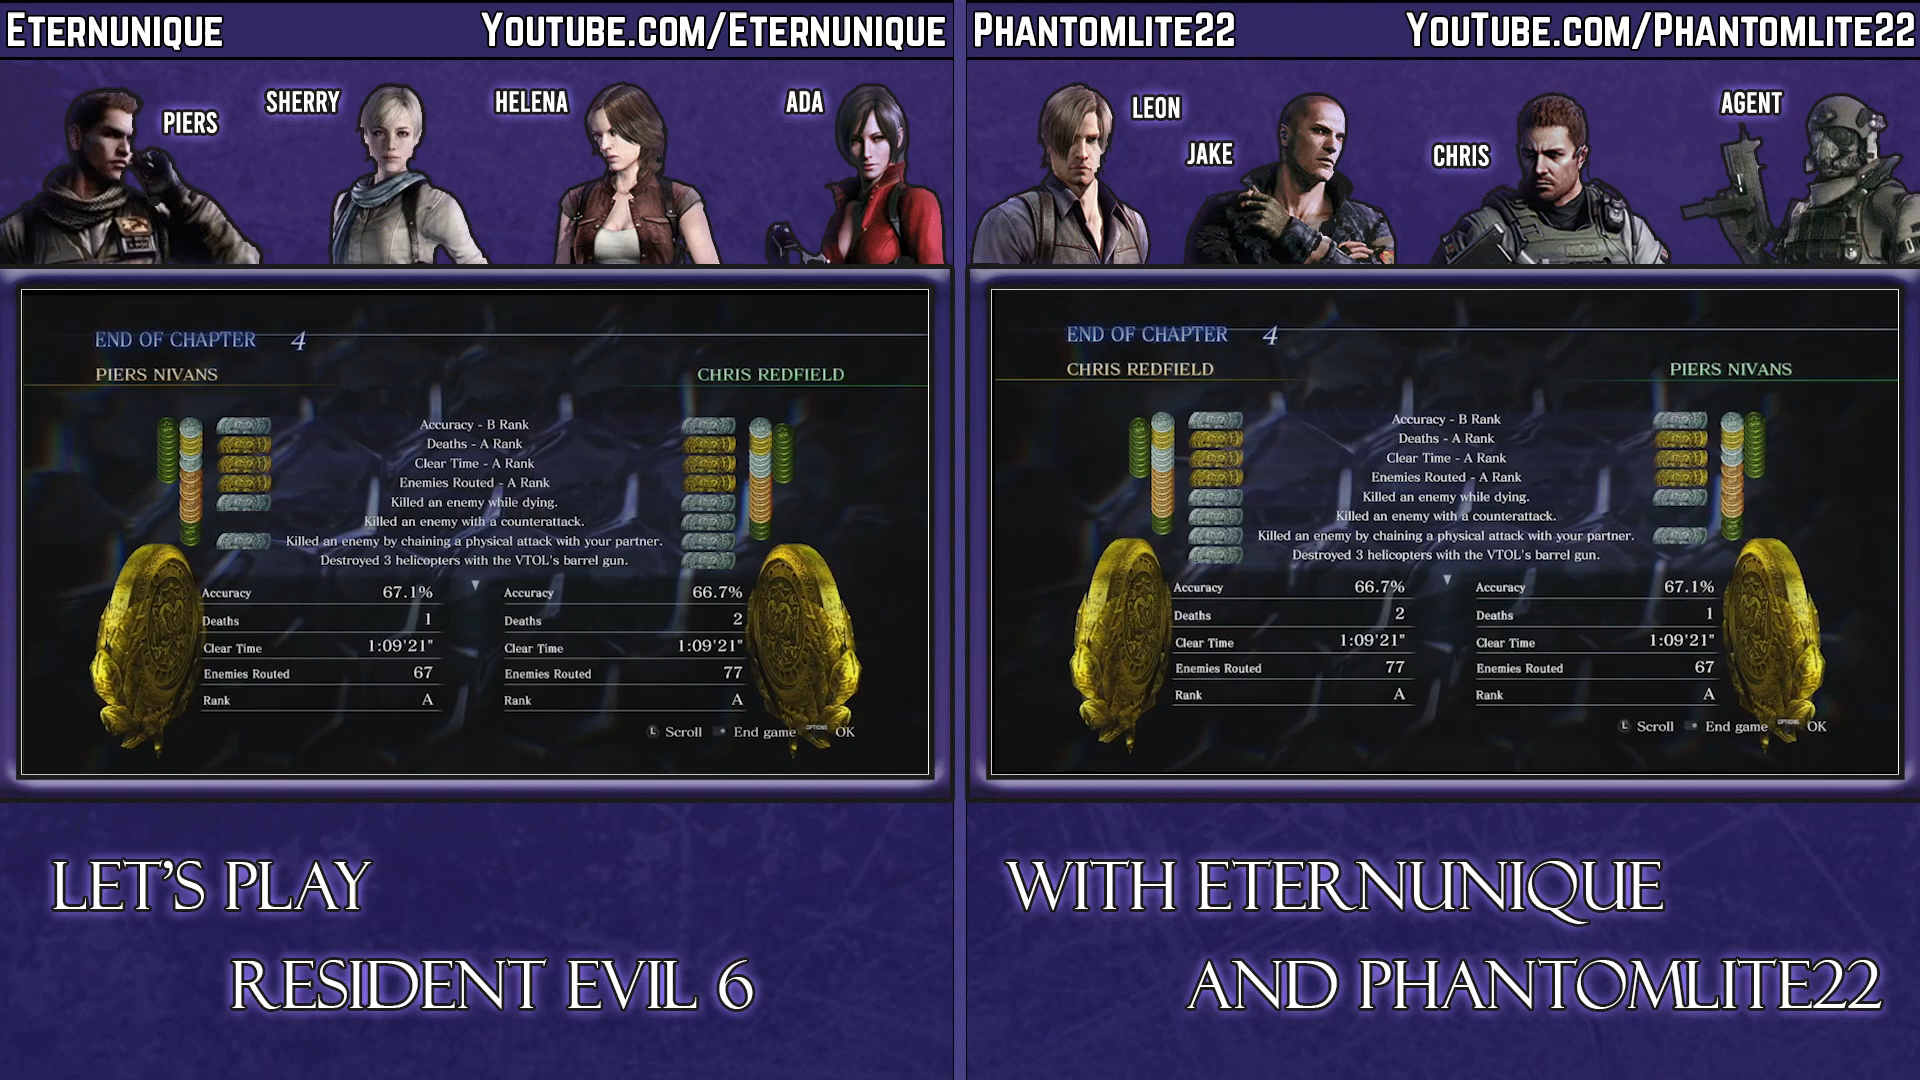 ETERNUNIQUE
YOUTUBE.COM/ETERNUNIQUE
PHANTOMLITE22
YOUTUBE.COM/PHANTOMLITE22
PIERS
SHERRY
HELENA
ADA
LEON
JAKE
CHRIS
AGENT
END OF CHAPTER 4
PIERS NIVANS
CHRIS REDFIELD
Accuracy - B Rank
Deaths - A Rank
Clear Time - A Rank
Enemies Routed - A Rank
Killed an enemy while dying.
Killed an enemy with a counterattack.
Killed an enemy by chaining a physical attack with your partner.
Destroyed 3 helicopters with the VTOL's barrel gun.
Accuracy 67.1% Accuracy 66.7%
Deaths 1 Deaths 2
Clear Time 1:09'21" Clear Time 1:09'21"
Enemies Routed 67 Enemies Routed 77
Rank A Rank A
L Scroll End game OPTIONS OK
END OF CHAPTER 4
CHRIS REDFIELD
PIERS NIVANS
Accuracy - B Rank
Deaths - A Rank
Clear Time - A Rank
Enemies Routed - A Rank
Killed an enemy while dying.
Killed an enemy with a counterattack.
Killed an enemy by chaining a physical attack with your partner.
Destroyed 3 helicopters with the VTOL's barrel gun.
Accuracy 66.7% Accuracy 67.1%
Deaths 2 Deaths 1
Clear Time 1:09'21" Clear Time 1:09'21"
Enemies Routed 77 Enemies Routed 67
Rank A Rank A
L Scroll End game OPTIONS OK
LET'S PLAY
RESIDENT EVIL 6
WITH ETERNUNIQUE
AND PHANTOMLITE22